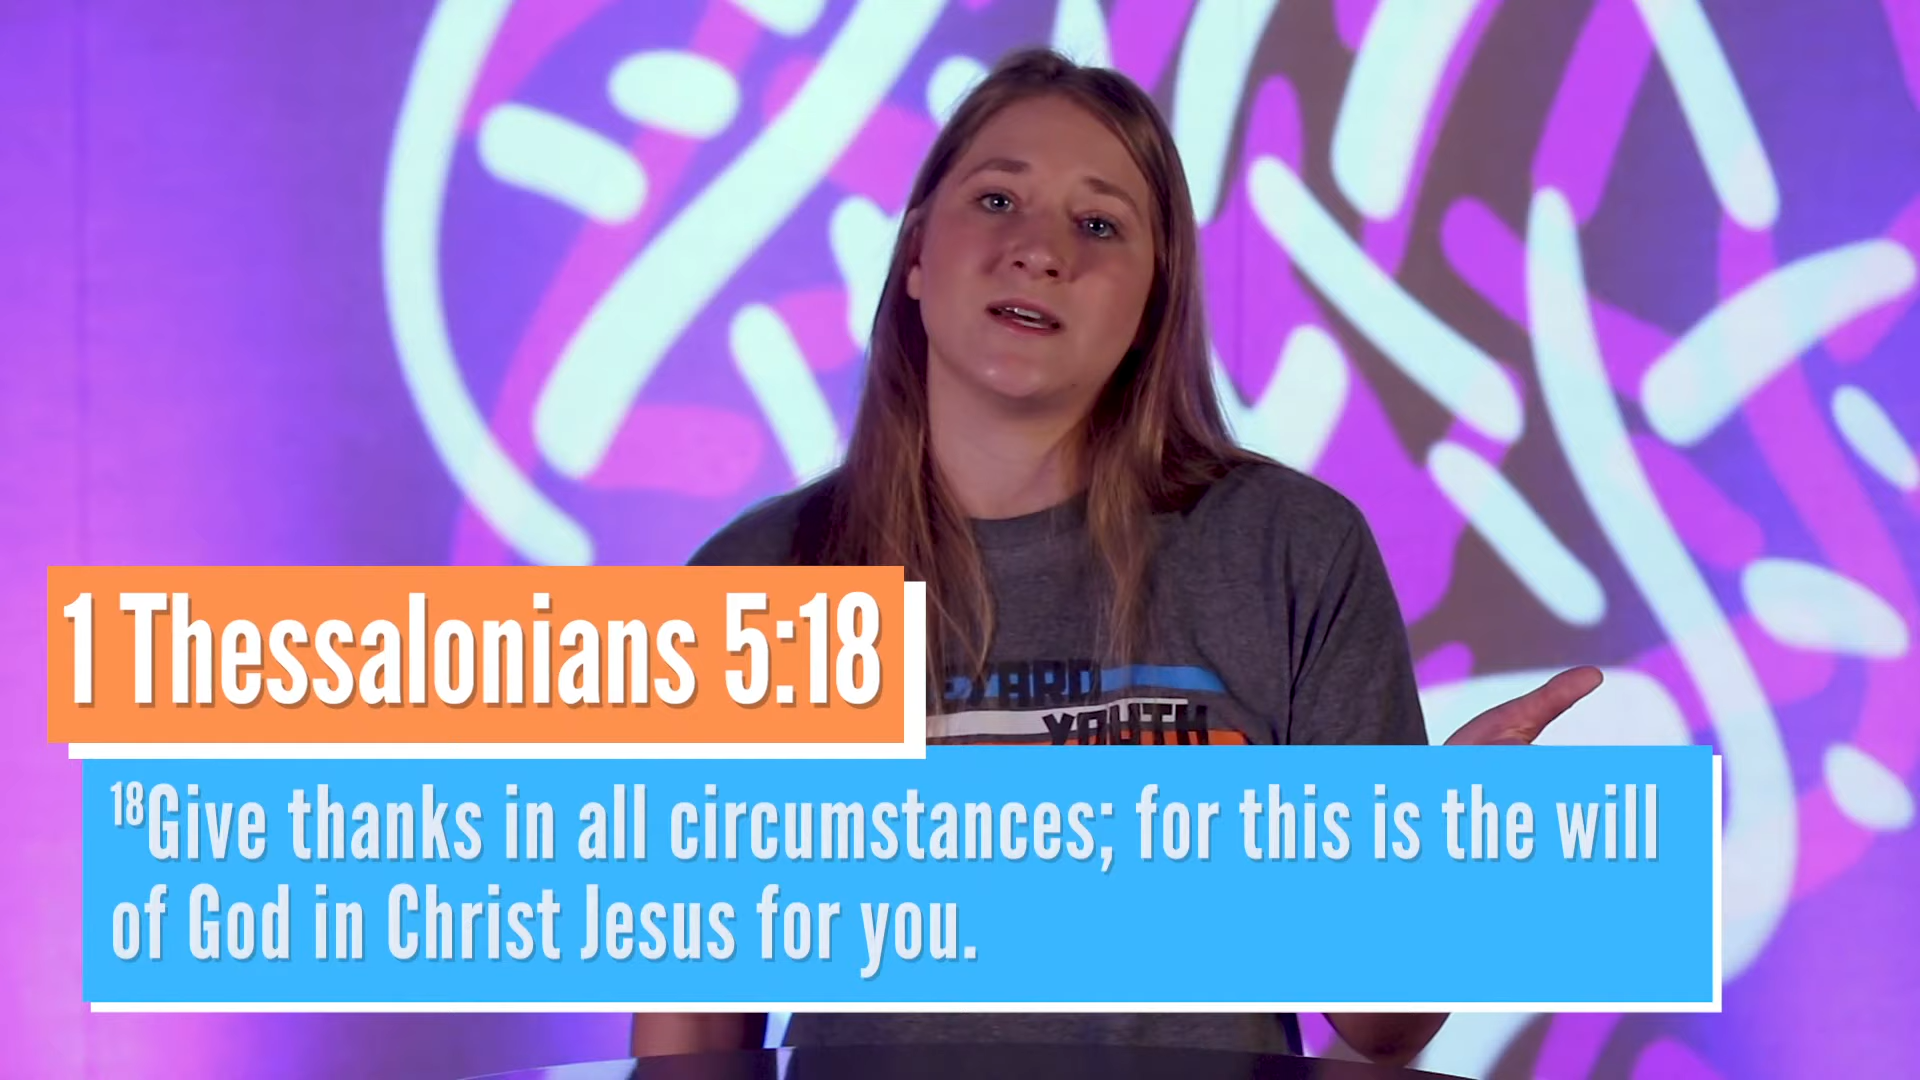 YOUTH
1 Thessalonians 5:18
18Give thanks in all circumstances; for this is the will
of God in Christ Jesus for you.